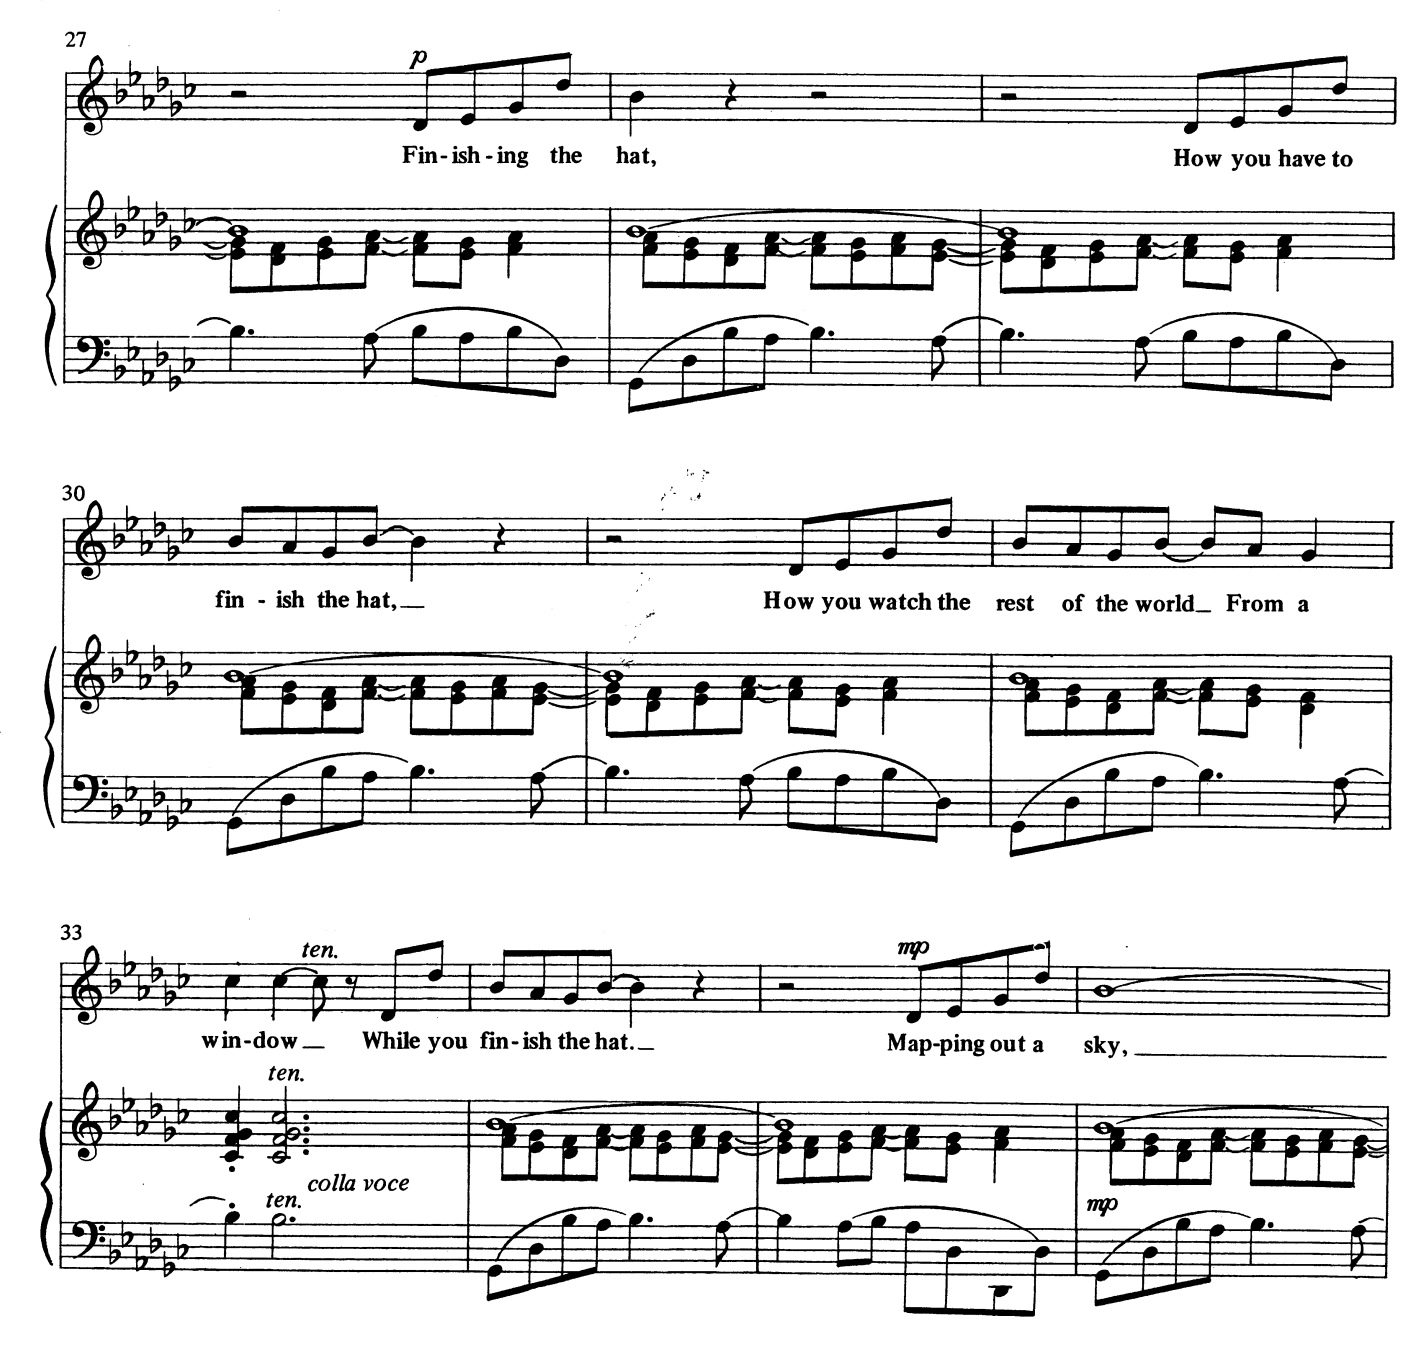 27
p
Fin - ish - ing the hat, How you have to
30
fin - ish the hat, How you watch the rest of the world From a
33
ten.
mp
win - dow While you fin - ish the hat. Map - ping out a sky,
ten.
colla voce
ten.
mp